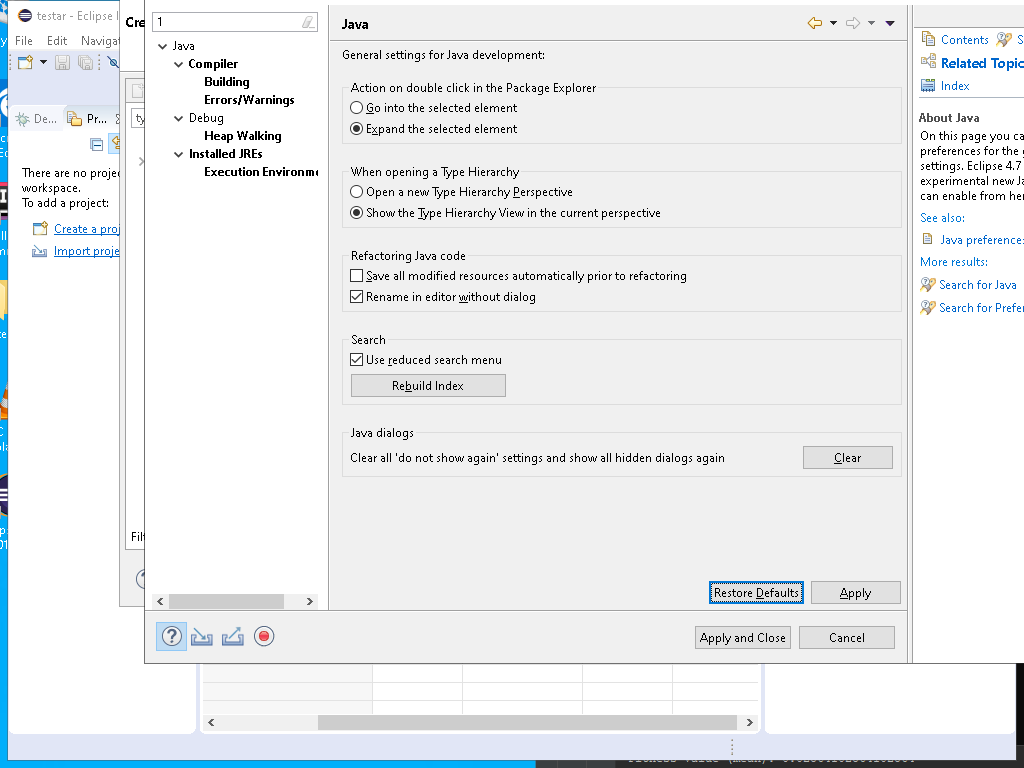 testar - Eclipse I
File Edit Navigat
De... Pr...
There are no proje
workspace.
To add a project:
Create a proj
Import proje
Cre
ty
Filt
1
Java
Compiler
Building
Errors/Warnings
Debug
Heap Walking
Installed JREs
Execution Environm
Java
General settings for Java development:
Action on double click in the Package Explorer
Go into the selected element
Expand the selected element
When opening a Type Hierarchy
Open a new Type Hierarchy Perspective
Show the Type Hierarchy View in the current perspective
Refactoring Java code
Save all modified resources automatically prior to refactoring
Rename in editor without dialog
Search
Use reduced search menu
Rebuild Index
Java dialogs
Clear all 'do not show again' settings and show all hidden dialogs again
Clear
Restore Defaults
Apply
Apply and Close
Cancel
Contents S
Related Topic
Index
About Java
On this page you ca
preferences for the g
settings. Eclipse 4.7
experimental new Ja
can enable from her
See also:
Java preferences
More results:
Search for Java
Search for Prefer